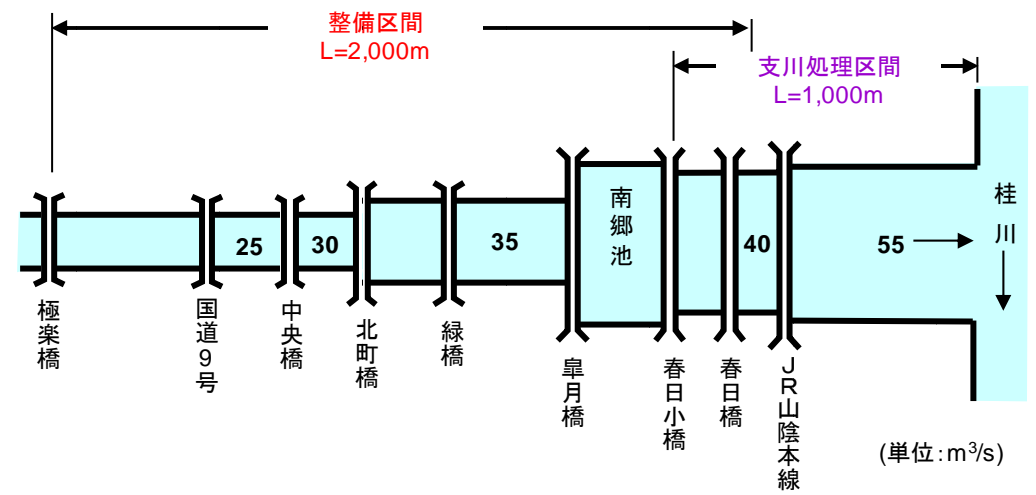 整備区間
L=2,000m
支川処理区間
L=1,000m
南郷池
桂川
25
30
35
40
55
極楽橋
国道9号
中央橋
北町橋
緑橋
皐月橋
春日小橋
春日橋
JR山陰本線
(単位:m³/s)